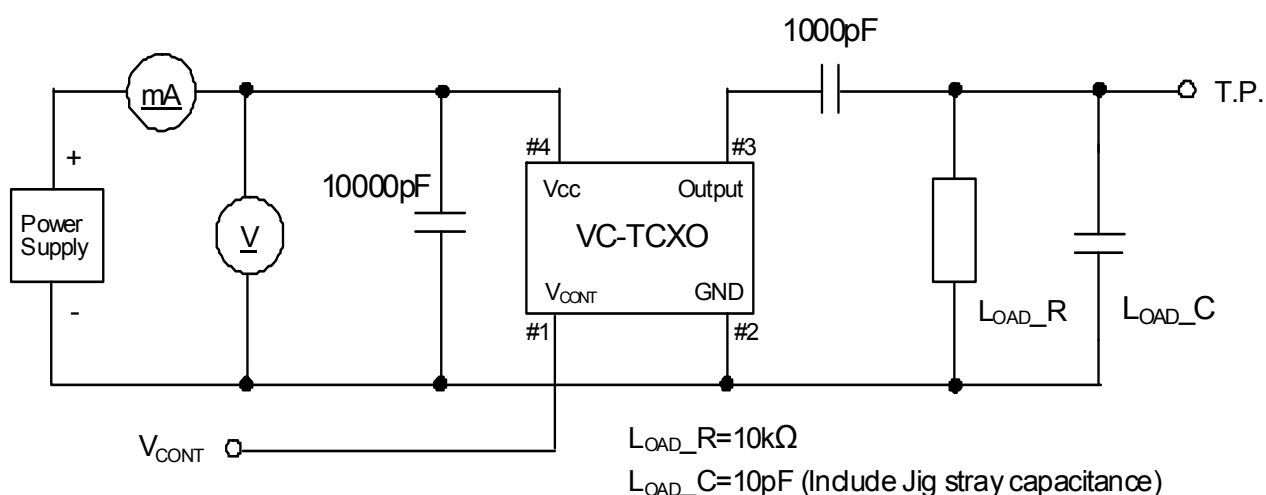 1000pF
mA
T.P.
+
#4
#3
10000pF
Vcc
Output
Power
Supply
V
VC-TCXO
VCONT
GND
-
#1
#2
LOAD_R
LOAD_C
VCONT
LOAD_R=10kΩ
LOAD_C=10pF (Include Jig stray capacitance)